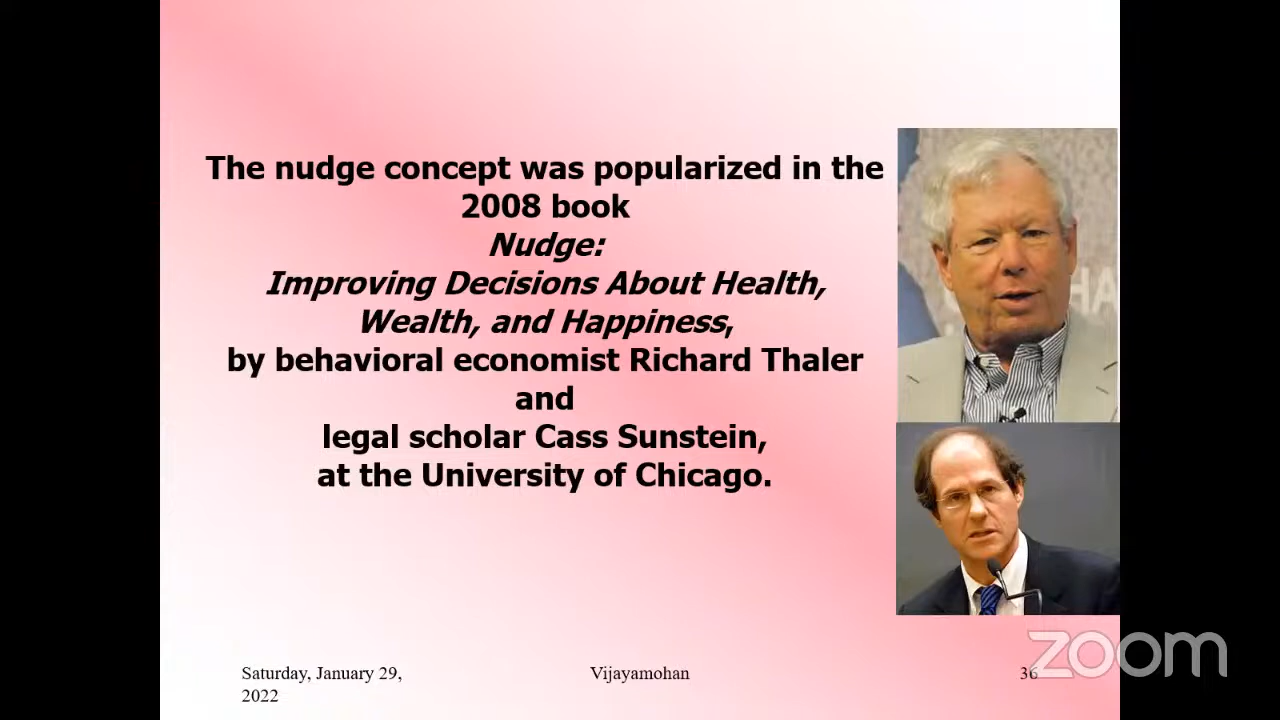 The nudge concept was popularized in the
2008 book
Nudge:
Improving Decisions About Health,
Wealth, and Happiness,
by behavioral economist Richard Thaler
and
legal scholar Cass Sunstein,
at the University of Chicago.
Saturday, January 29,
2022
Vijayamohan
36
zoom